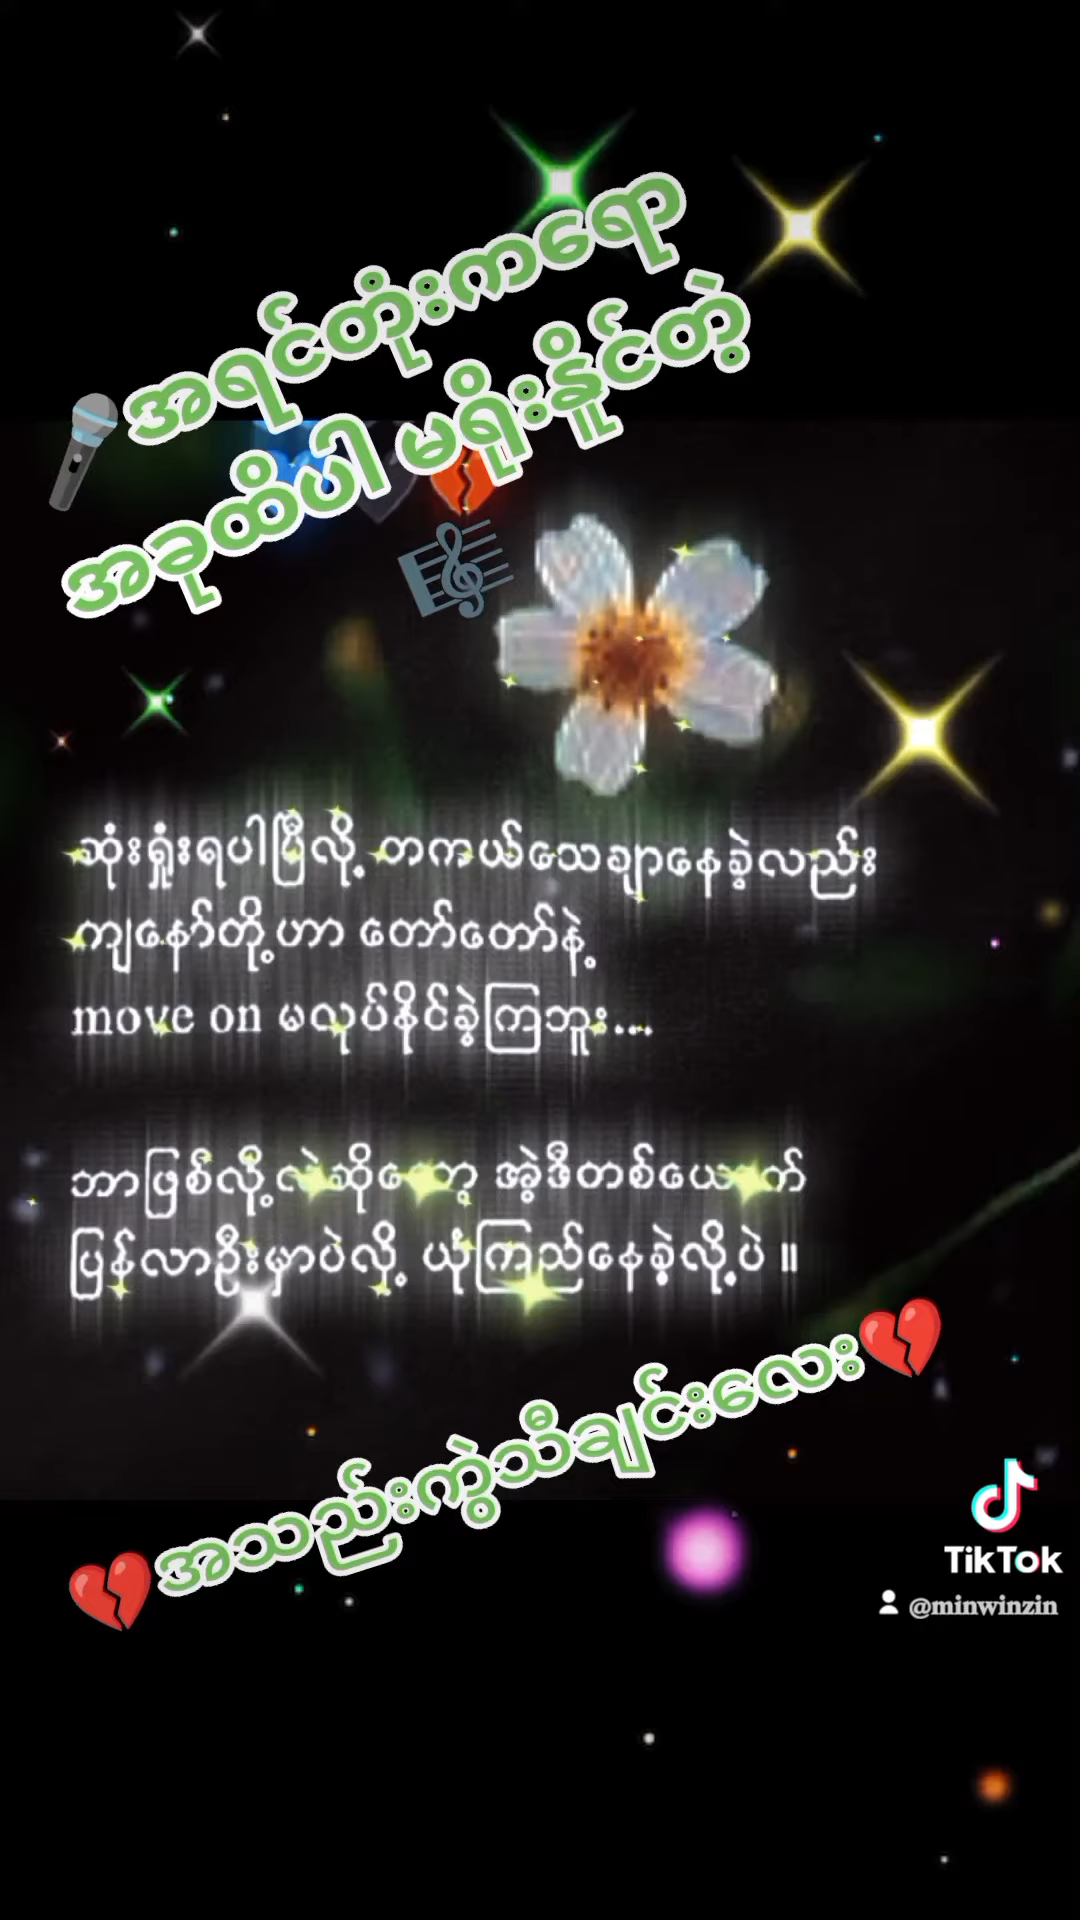 အရင်တုံးကရော
အခုထိပါ မရိုးနိူင်တဲ့
ဆုံးရှုံးရပါပြီလို့ တကယ်သေချာနေခဲ့လည်း
ကျနော်တို့ဟာ တော်တော်နဲ့
move on မလုပ်နိုင်ခဲ့ကြဘူး...
ဘာဖြစ်လို့လဲဆိုတော့ အဲ့ဒီတစ်ယောက်
ပြန်လာဦးမှာပဲလို့ ယုံကြည်နေခဲ့လို့ပဲ ။
အသည်းကွဲသီချင်းလေး
TikTok
@minwinzin